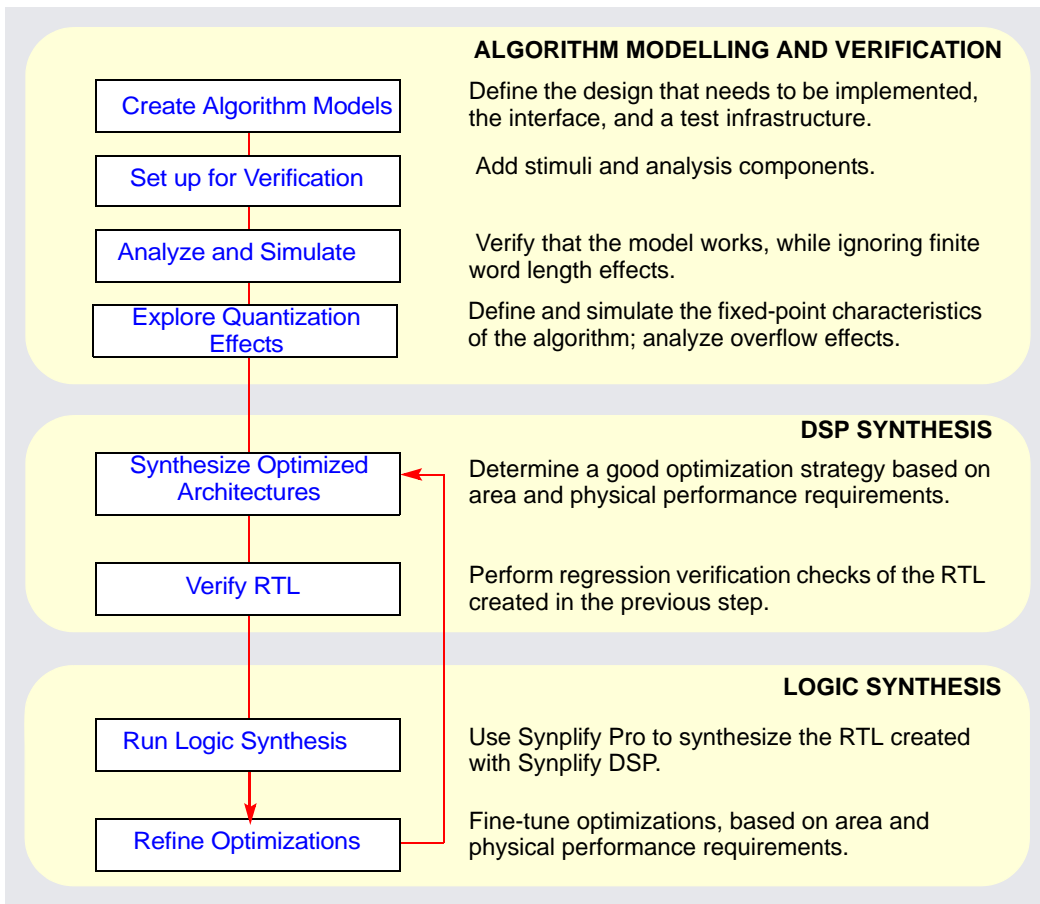 ALGORITHM MODELLING AND VERIFICATION
Create Algorithm Models
Define the design that needs to be implemented,
the interface, and a test infrastructure.
Set up for Verification
Add stimuli and analysis components.
Analyze and Simulate
Verify that the model works, while ignoring finite
word length effects.
Explore Quantization
Effects
Define and simulate the fixed-point characteristics
of the algorithm; analyze overflow effects.
DSP SYNTHESIS
Synthesize Optimized
Architectures
Determine a good optimization strategy based on
area and physical performance requirements.
Verify RTL
Perform regression verification checks of the RTL
created in the previous step.
LOGIC SYNTHESIS
Run Logic Synthesis
Use Synplify Pro to synthesize the RTL created
with Synplify DSP.
Refine Optimizations
Fine-tune optimizations, based on area and
physical performance requirements.